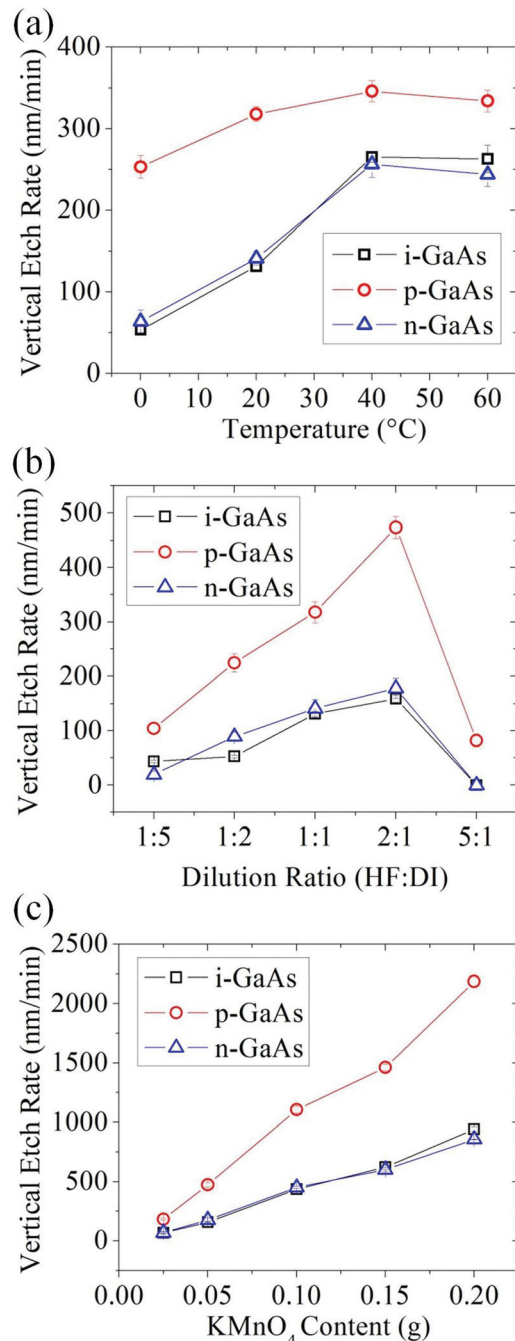 (a)
Vertical Etch Rate (nm/min)
400
300
200
100
0
i-GaAs
p-GaAs
n-GaAs
0 10 20 30 40 50 60
Temperature (°C)
(b)
Vertical Etch Rate (nm/min)
500
400
300
200
100
0
i-GaAs
p-GaAs
n-GaAs
1:5 1:2 1:1 2:1 5:1
Dilution Ratio (HF:DI)
(c)
Vertical Etch Rate (nm/min)
2500
2000
1500
1000
500
0
i-GaAs
p-GaAs
n-GaAs
0.00 0.05 0.10 0.15 0.20
KMnO₄ Content (g)